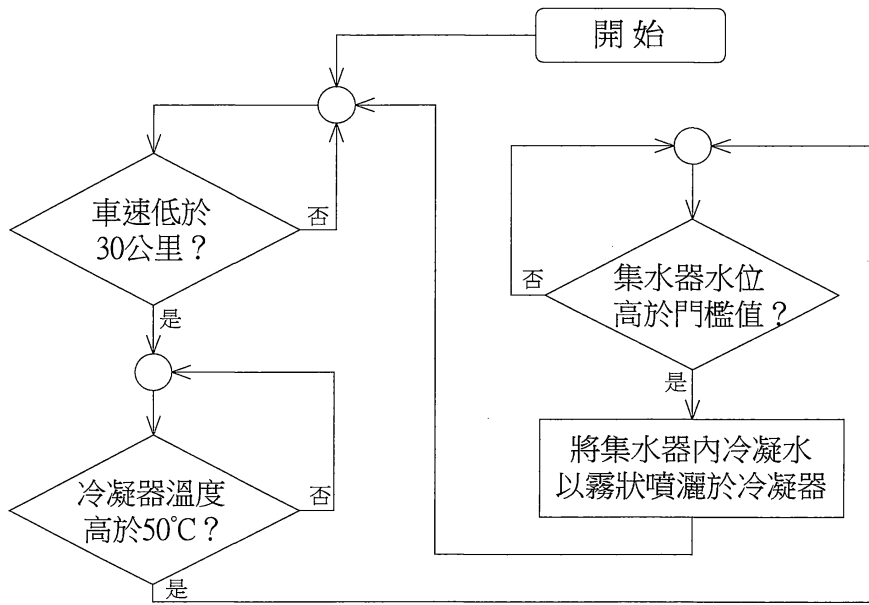 開始
車速低於
30公里？
否
是
冷凝器溫度
高於50°C？
否
是
集水器水位
高於門檻值？
否
是
將集水器內冷凝水
以霧狀噴灑於冷凝器